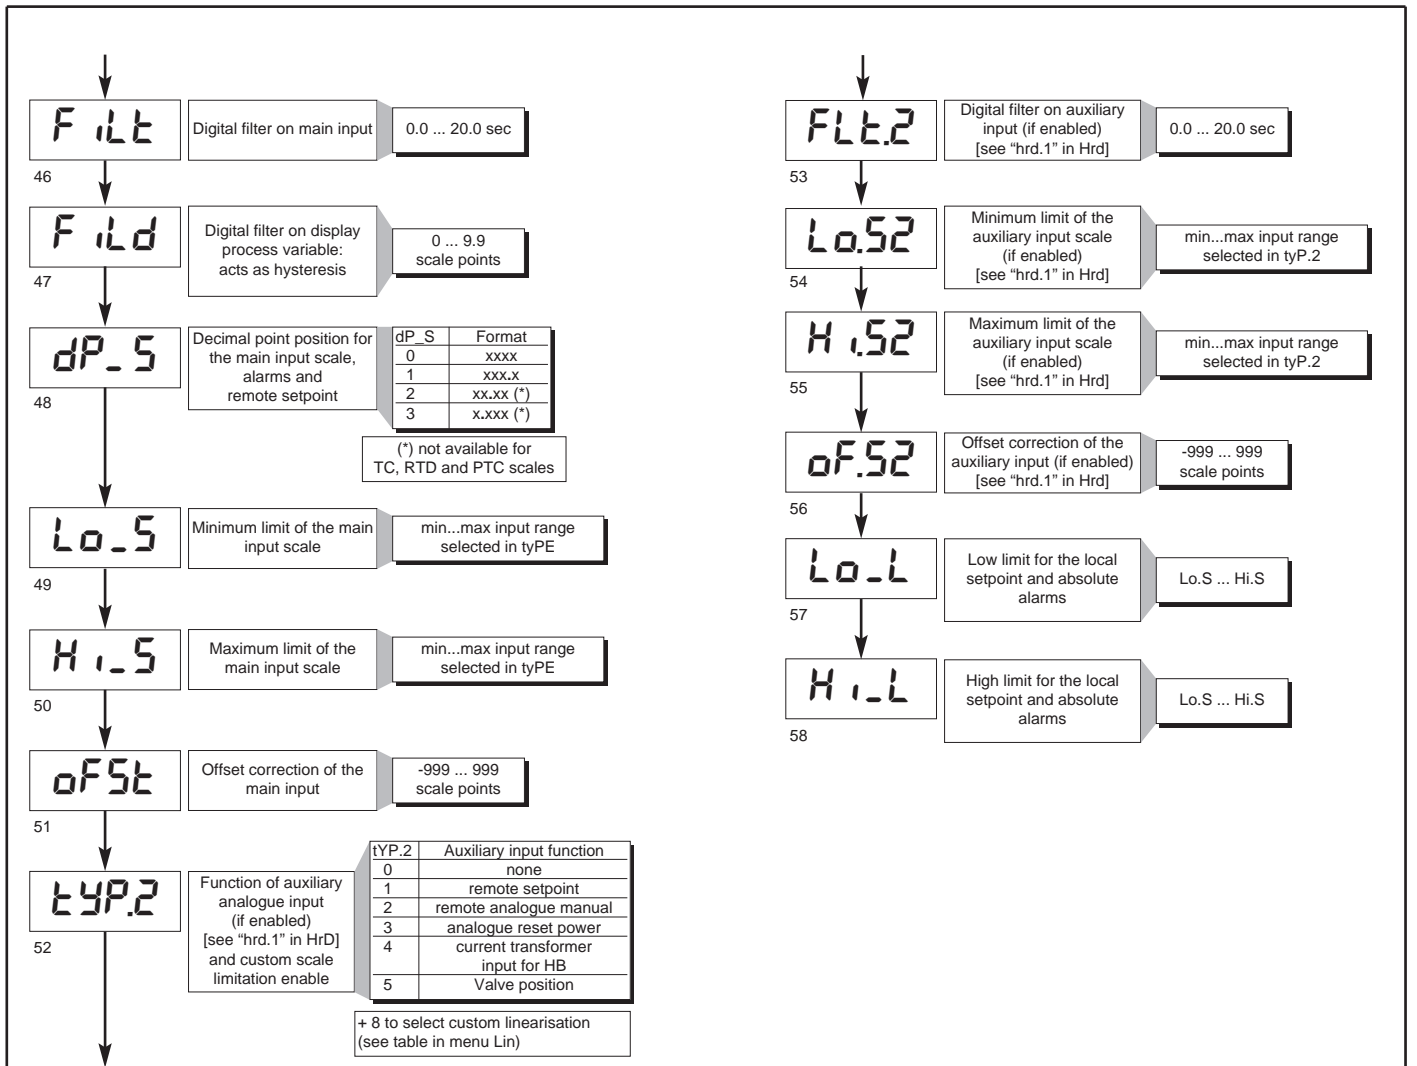 FiLt
Digital filter on main input
0.0 ... 20.0 sec
46
FiLd
Digital filter on display
process variable:
acts as hysteresis
0 ... 9.9
scale points
47
dP_S
Decimal point position for
the main input scale,
alarms and
remote setpoint
dP_S Format
0 xxxx
1 xxx.x
2 xx.xx (*)
3 x.xxx (*)
48
(*) not available for
TC, RTD and PTC scales
Lo_S
Minimum limit of the main
input scale
min...max input range
selected in tyPE
49
Hi_S
Maximum limit of the
main input scale
min...max input range
selected in tyPE
50
oFSt
Offset correction of the
main input
-999 ... 999
scale points
51
tYP.2
Function of auxiliary
analogue input
(if enabled)
[see “hrd.1” in HrD]
and custom scale
limitation enable
tYP.2 Auxiliary input function
0 none
1 remote setpoint
2 remote analogue manual
3 analogue reset power
4 current transformer
input for HB
5 Valve position
52
+ 8 to select custom linearisation
(see table in menu Lin)
FLt.2
Digital filter on auxiliary
input (if enabled)
[see “hrd.1” in Hrd]
0.0 ... 20.0 sec
53
Lo.S2
Minimum limit of the
auxiliary input scale
(if enabled)
[see “hrd.1” in Hrd]
min...max input range
selected in tyP.2
54
Hi.S2
Maximum limit of the
auxiliary input scale
(if enabled)
[see “hrd.1” in Hrd]
min...max input range
selected in tyP.2
55
oF.S2
Offset correction of the
auxiliary input (if enabled)
[see “hrd.1” in Hrd]
-999 ... 999
scale points
56
Lo_L
Low limit for the local
setpoint and absolute
alarms
Lo.S ... Hi.S
57
Hi_L
High limit for the local
setpoint and absolute
alarms
Lo.S ... Hi.S
58